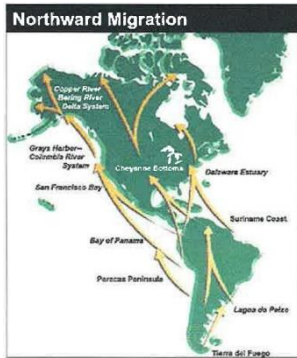 Northward Migration
Copper River
Bering River
Delta System
Grays Harbor–
Columbia River
System
Cheyenne Bottoms
Delaware Estuary
San Francisco Bay
Suriname Coast
Bay of Panama
Paracas Peninsula
Lagoa do Peixe
Tierra del Fuego